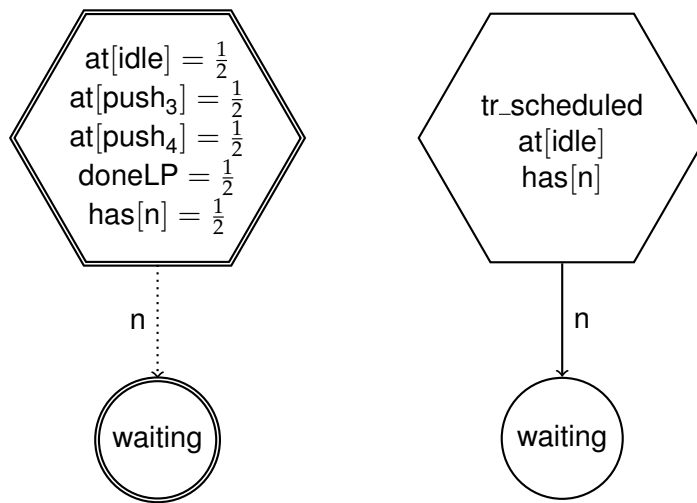 at[idle] = 1/2
at[push₃] = 1/2
at[push₄] = 1/2
doneLP = 1/2
has[n] = 1/2
n
waiting
tr_scheduled
at[idle]
has[n]
n
waiting